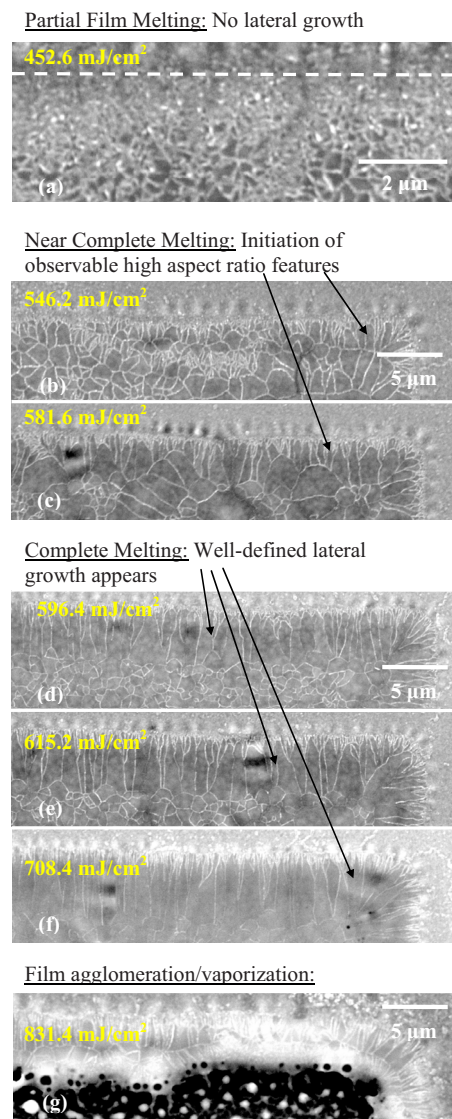 Partial Film Melting: No lateral growth
452.6 mJ/cm²
2 µm
(a)
Near Complete Melting: Initiation of
observable high aspect ratio features
546.2 mJ/cm²
5 µm
(b)
581.6 mJ/cm²
(c)
Complete Melting: Well-defined lateral
growth appears
596.4 mJ/cm²
5 µm
(d)
615.2 mJ/cm²
(e)
708.4 mJ/cm²
(f)
Film agglomeration/vaporization:
831.4 mJ/cm²
5 µm
(g)